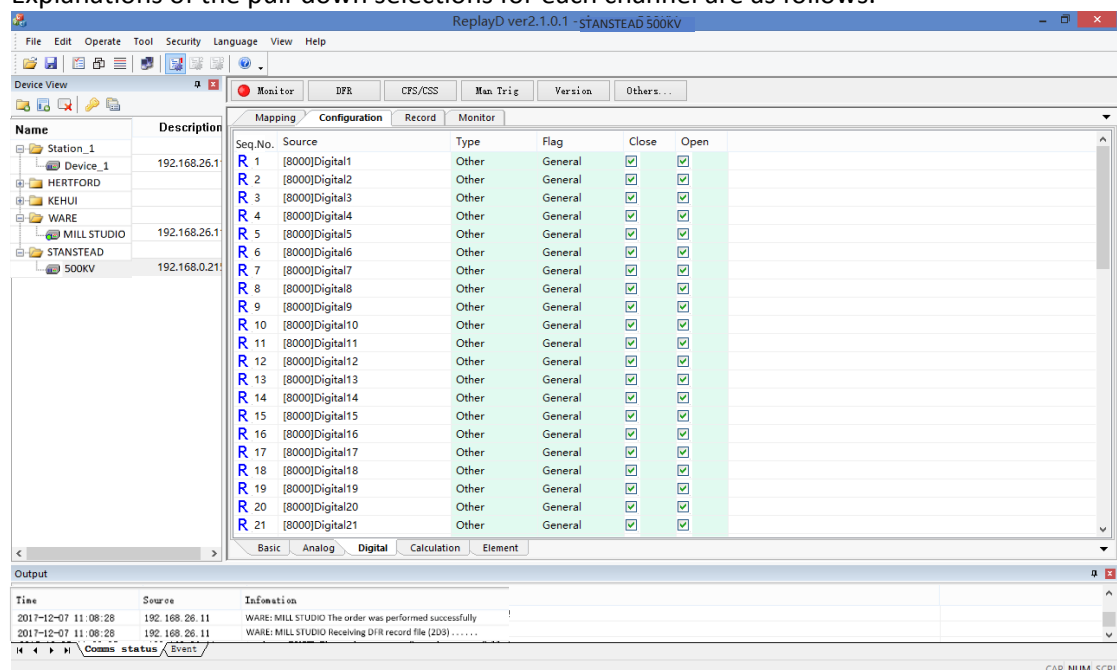 Explanations of the pull-down selections for each channel are as follows:
ReplayD ver2.1.0.1 - STANSTEAD 500KV
File Edit Operate Tool Security Language View Help
Device View
Monitor DFR CFS/CSS Man Trig Version Others...
Mapping Configuration Record Monitor
Name Description
Station_1
Device_1 192.168.26.1
HERTFORD
KEHUI
WARE
MILL STUDIO 192.168.26.1
STANSTEAD
500KV 192.168.0.21
Seq.No. Source Type Flag Close Open
R 1 [8000]Digital1 Other General
R 2 [8000]Digital2 Other General
R 3 [8000]Digital3 Other General
R 4 [8000]Digital4 Other General
R 5 [8000]Digital5 Other General
R 6 [8000]Digital6 Other General
R 7 [8000]Digital7 Other General
R 8 [8000]Digital8 Other General
R 9 [8000]Digital9 Other General
R 10 [8000]Digital10 Other General
R 11 [8000]Digital11 Other General
R 12 [8000]Digital12 Other General
R 13 [8000]Digital13 Other General
R 14 [8000]Digital14 Other General
R 15 [8000]Digital15 Other General
R 16 [8000]Digital16 Other General
R 17 [8000]Digital17 Other General
R 18 [8000]Digital18 Other General
R 19 [8000]Digital19 Other General
R 20 [8000]Digital20 Other General
R 21 [8000]Digital21 Other General
Basic Analog Digital Calculation Element
Output
Time Source Infomation
2017-12-07 11:08:28 192.168.26.11 WARE: MILL STUDIO The order was performed successfully
2017-12-07 11:08:28 192.168.26.11 WARE: MILL STUDIO Receiving DFR record file (2D3) ......
Comms status Event
CAP NUM SCRL